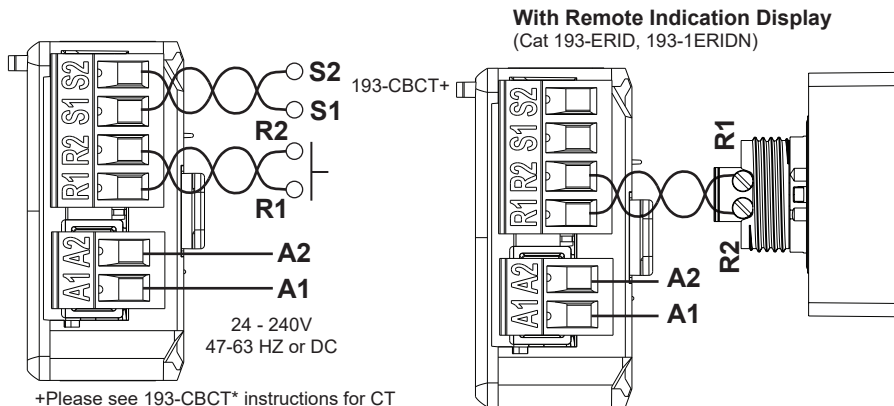 With Remote Indication Display
(Cat 193-ERID, 193-1ERIDN)
193-CBCT+
S2
S1
R2
R1
A2
A1
S2
S1
R2
R1
A2
A1
24 - 240V
47-63 HZ or DC
+Please see 193-CBCT* instructions for CT
S2
S1
R2
R1
A2
A1
R1
R2
A2
A1